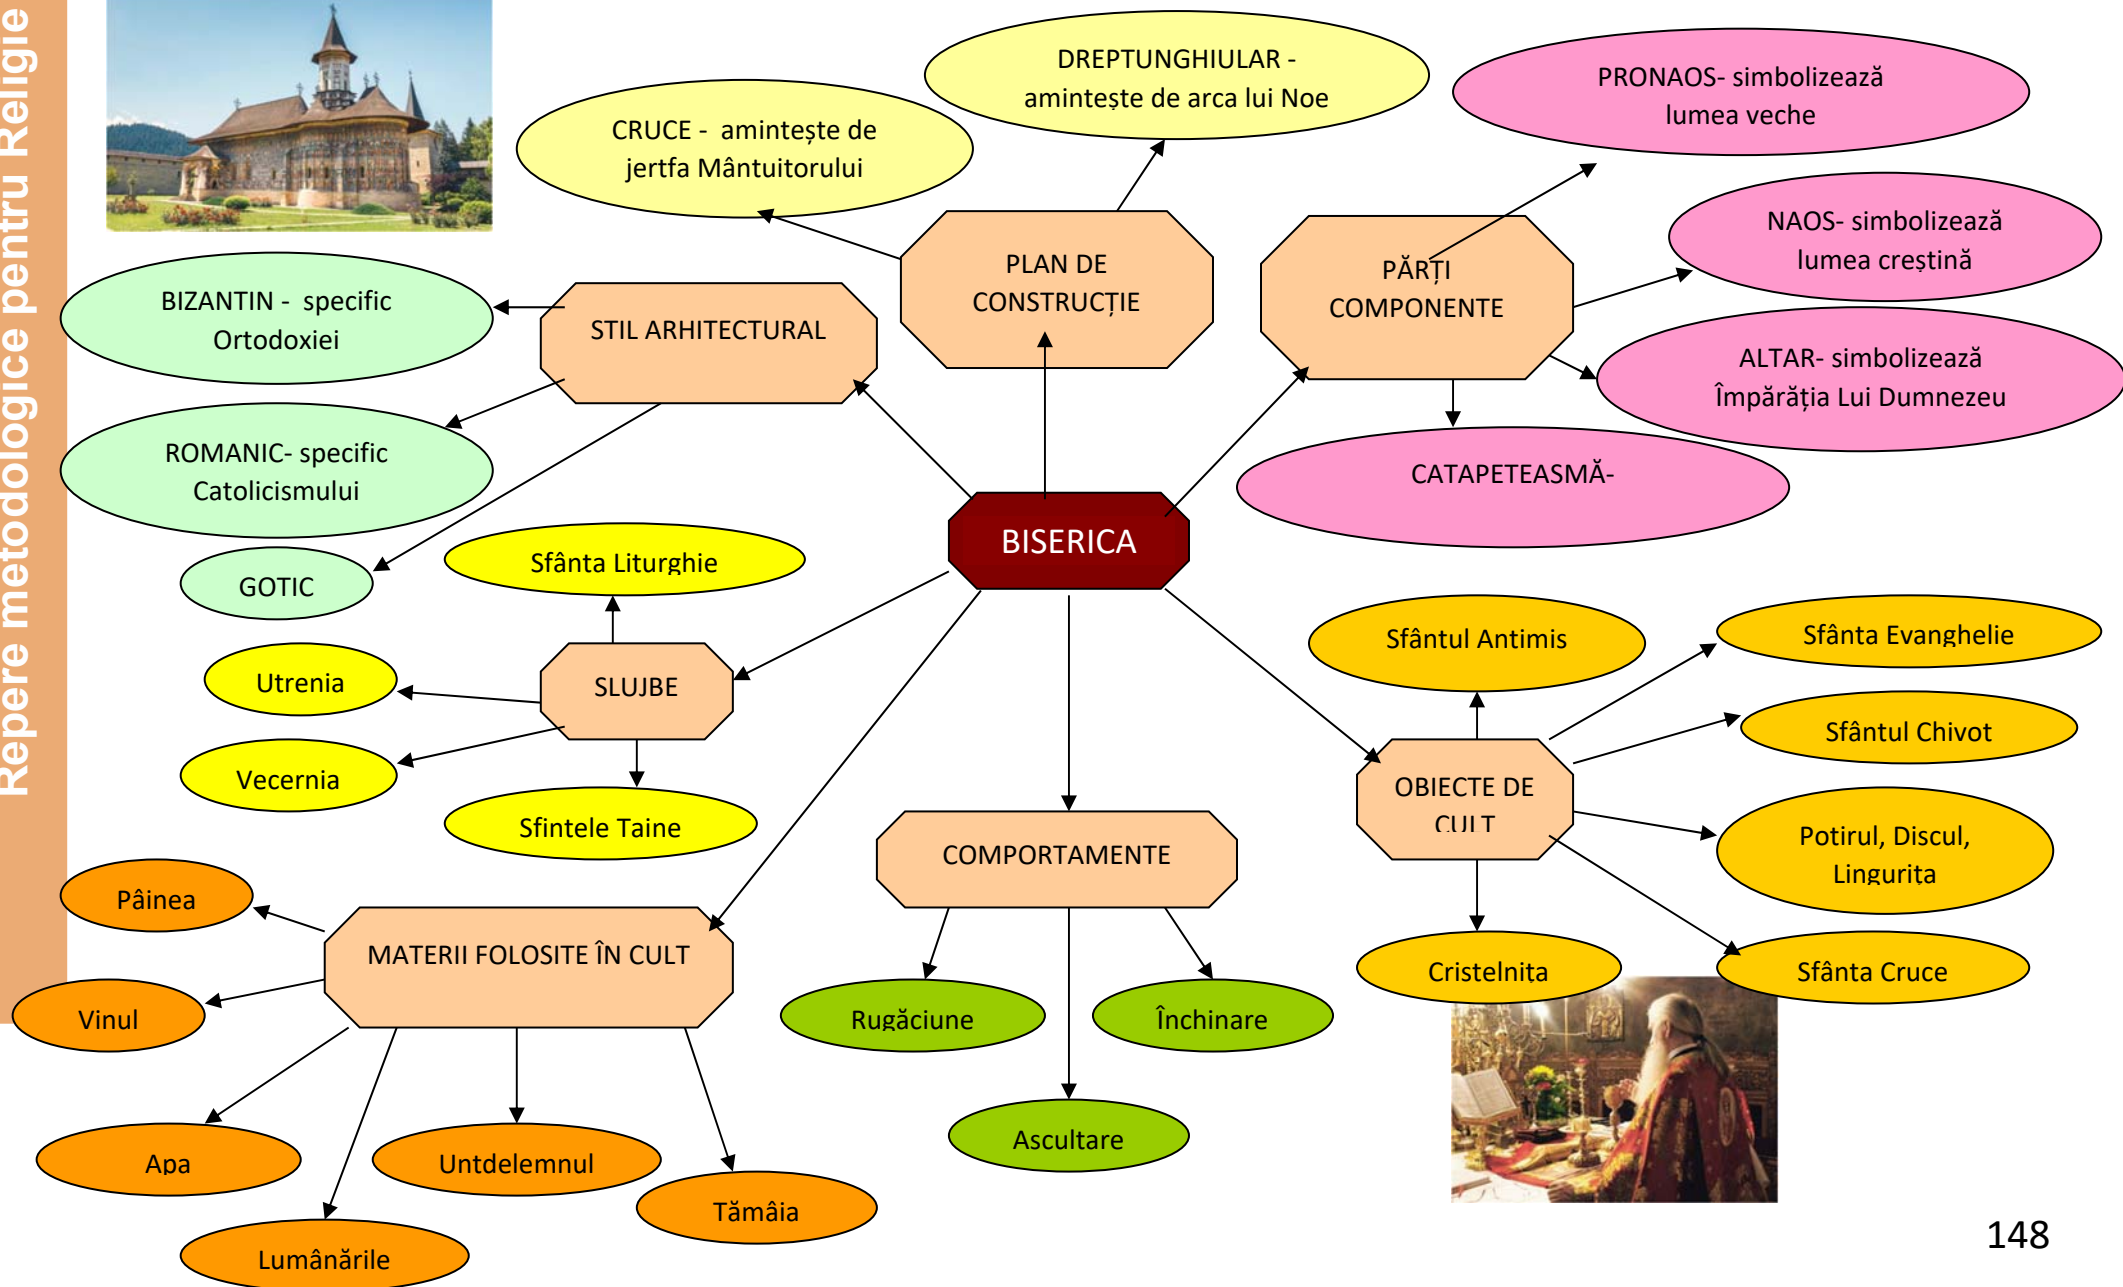 Repere metodologice pentru Religie
DREPTUNGHIULAR -
amintește de arca lui Noe
CRUCE - amintește de
jertfa Mântuitorului
PRONAOS- simbolizează
lumea veche
NAOS- simbolizează
lumea creștină
ALTAR- simbolizează
Împărăția Lui Dumnezeu
CATAPETEASMĂ-
PLAN DE
CONSTRUCȚIE
PĂRȚI
COMPONENTE
STIL ARHITECTURAL
BIZANTIN - specific
Ortodoxiei
ROMANIC- specific
Catolicismului
GOTIC
BISERICA
Sfânta Liturghie
Utrenia
SLUJBE
Vecernia
Sfintele Taine
Sfântul Antimis
Sfânta Evanghelie
Sfântul Chivot
OBIECTE DE
CULT
Potirul, Discul,
Lingurița
Cristelnița
Sfânta Cruce
COMPORTAMENTE
Rugăciune
Închinare
Ascultare
MATERII FOLOSITE ÎN CULT
Pâinea
Vinul
Apa
Untdelemnul
Tămâia
Lumânările
148